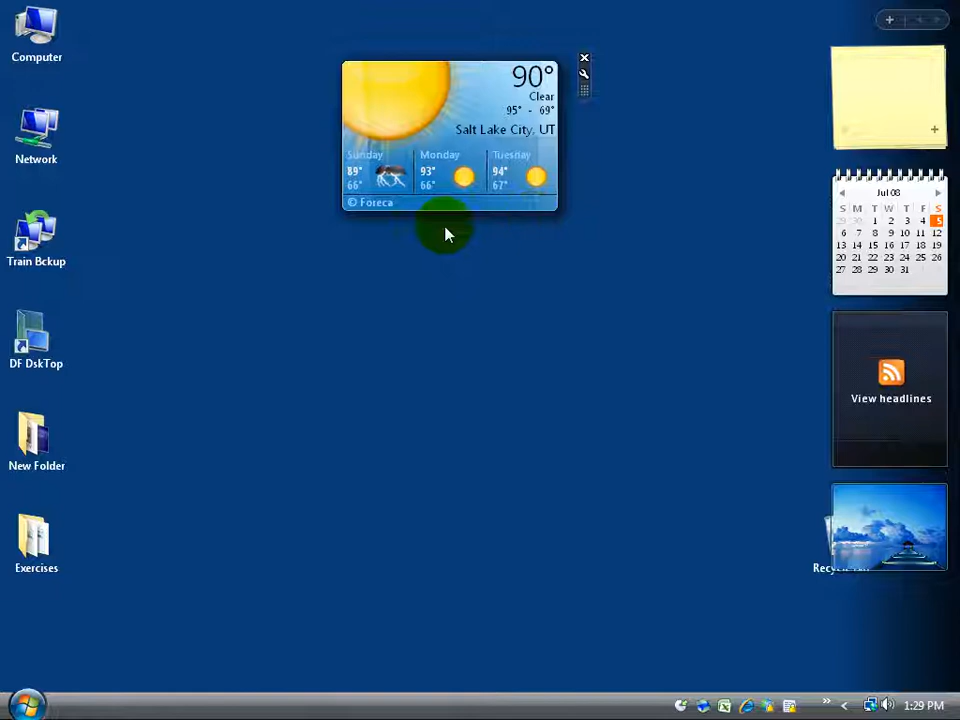 Computer
Network
Train Bckup
DF DskTop
New Folder
Exercises
90°
Clear
95° - 69°
Salt Lake City, UT
Sunday
89°
66°
Monday
93°
66°
Tuesday
94°
67°
© Foreca
Jul 08
S M T W T F S
29 30 1 2 3 4 5
6 7 8 9 10 11 12
13 14 15 16 17 18 19
20 21 22 23 24 25 26
27 28 29 30 31
View headlines
1:29 PM